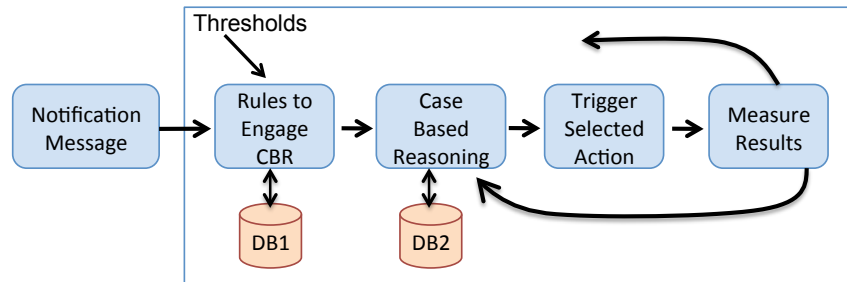 Thresholds
Notification
Message
Rules to
Engage
CBR
Case
Based
Reasoning
Trigger
Selected
Action
Measure
Results
DB1
DB2